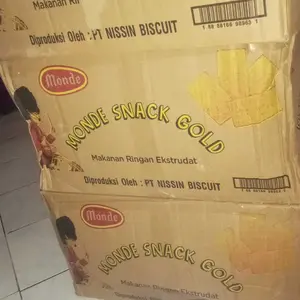 Makanan Rin
Diproduksi Oleh : PT NISSIN BISCUIT
Monde
MONDE SNACK GOLD
Makanan Ringan Ekstrudat
Diproduksi Oleh : PT NISSIN BISCUIT
Monde
MONDE SNACK GOLD
Makanan Ringan Ekstrudat